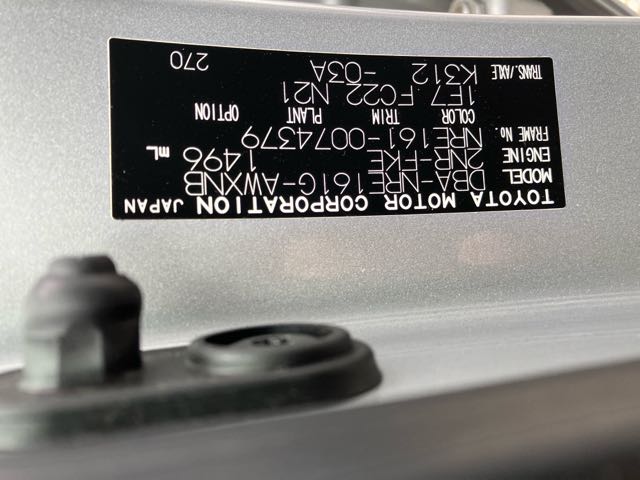 TOYOTA MOTOR CORPORATION JAPAN
MODEL DBA-NRE161G-AWXNB
ENGINE 2NR-FKE 1496 mL
FRAME No. NRE161-0074379
COLOR TRIM PLANT OPTION
1E7 FC22 N21
TRANS./AXLE K312 -03A
270